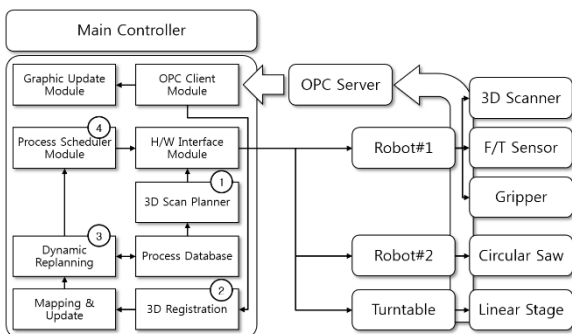 Main Controller
Graphic Update
Module
OPC Client
Module
OPC Server
3D Scanner
4
Process Scheduler
Module
H/W Interface
Module
Robot#1
F/T Sensor
1
3D Scan Planner
Gripper
3
Dynamic
Replanning
Process Database
Robot#2
Circular Saw
2
Mapping &
Update
3D Registration
Turntable
Linear Stage